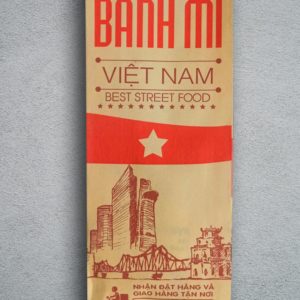 BÁNH MÌ
VIỆT NAM
BEST STREET FOOD
NHẬN ĐẶT HÀNG VÀ
GIAO HÀNG TẬN NƠI